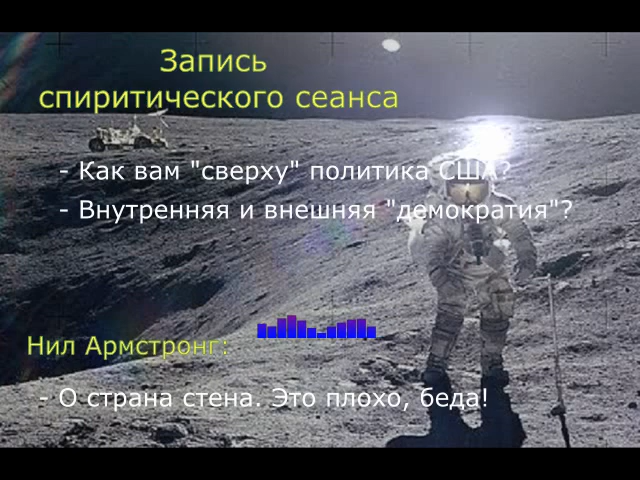 Запись
спиритического сеанса
- Как вам "сверху" политика США?
- Внутренняя и внешняя "демократия"?
Нил Армстронг:
- О страна стена. Это плохо, беда!